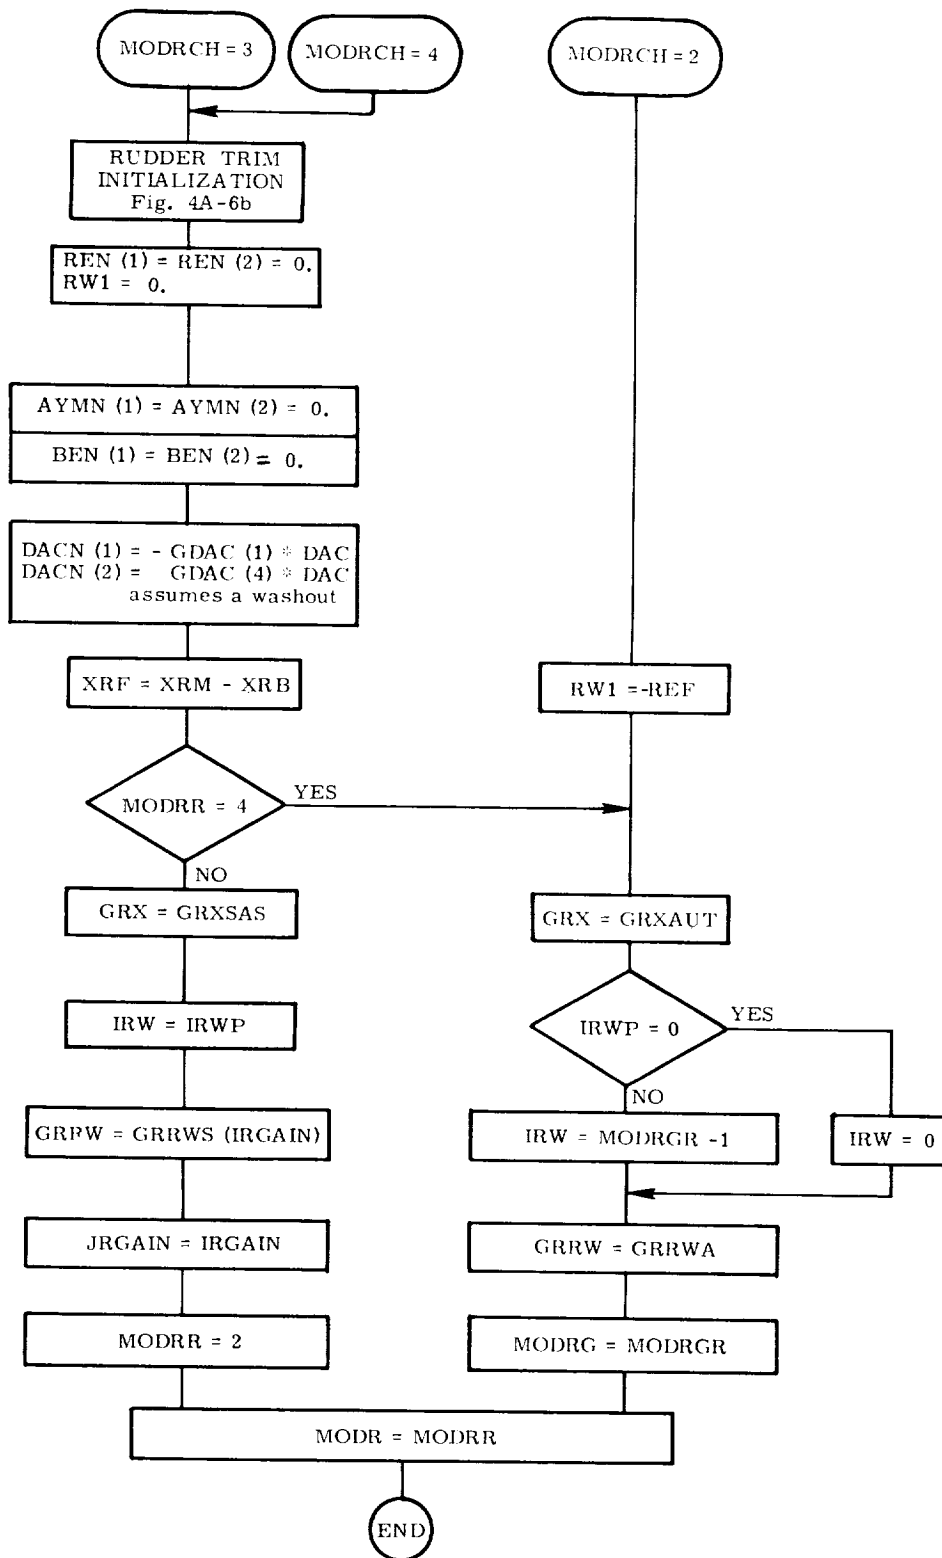 MODRCH = 3
MODRCH = 4
MODRCH = 2
RUDDER TRIM
INITIALIZATION
Fig. 4A-6b
REN (1) = REN (2) = 0.
RW1 = 0.
AYMN (1) = AYMN (2) = 0.
BEN (1) = BEN (2) = 0.
DACN (1) = - GDAC (1) * DAC
DACN (2) = GDAC (4) * DAC
assumes a washout
XRF = XRM - XRB
RW1 = -REF
MODRR = 4
YES
NO
GRX = GRXSAS
GRX = GRXAUT
IRW = IRWP
IRWP = 0
YES
NO
GRPW = GRRWS (IRGAIN)
IRW = MODRGR -1
IRW = 0
JRGAIN = IRGAIN
GRRW = GRRWA
MODRR = 2
MODRG = MODRGR
MODR = MODRR
END